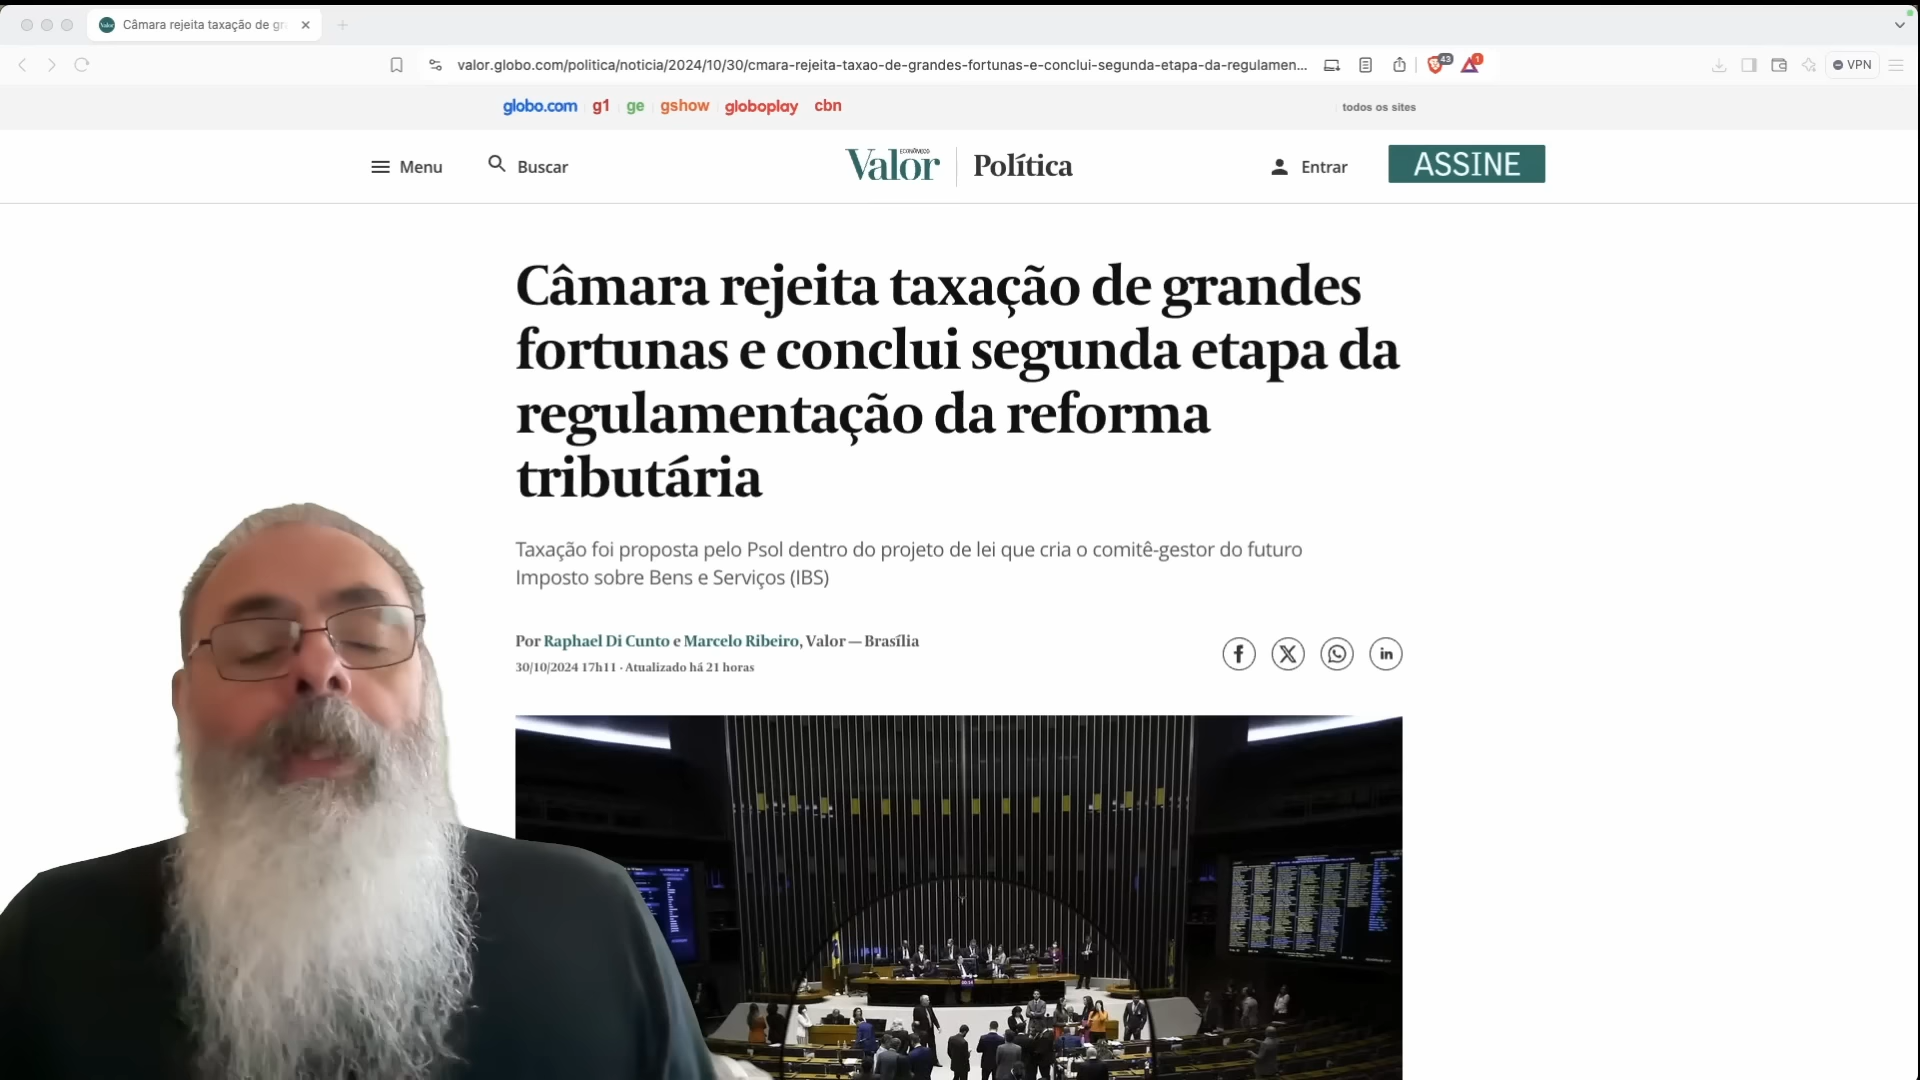 Câmara rejeita taxação de gr
valor.globo.com/politica/noticia/2024/10/30/cmara-rejeita-taxao-de-grandes-fortunas-e-conclui-segunda-etapa-da-regulamen...
43
1
VPN
globo.com g1 ge gshow globoplay cbn
todos os sites
Menu
Buscar
Valor ECONÔMICO
Política
Entrar
ASSINE
Câmara rejeita taxação de grandes
fortunas e conclui segunda etapa da
regulamentação da reforma
tributária
Taxação foi proposta pelo Psol dentro do projeto de lei que cria o comitê-gestor do futuro
Imposto sobre Bens e Serviços (IBS)
Por Raphael Di Cunto e Marcelo Ribeiro, Valor — Brasília
30/10/2024 17h11 · Atualizado há 21 horas